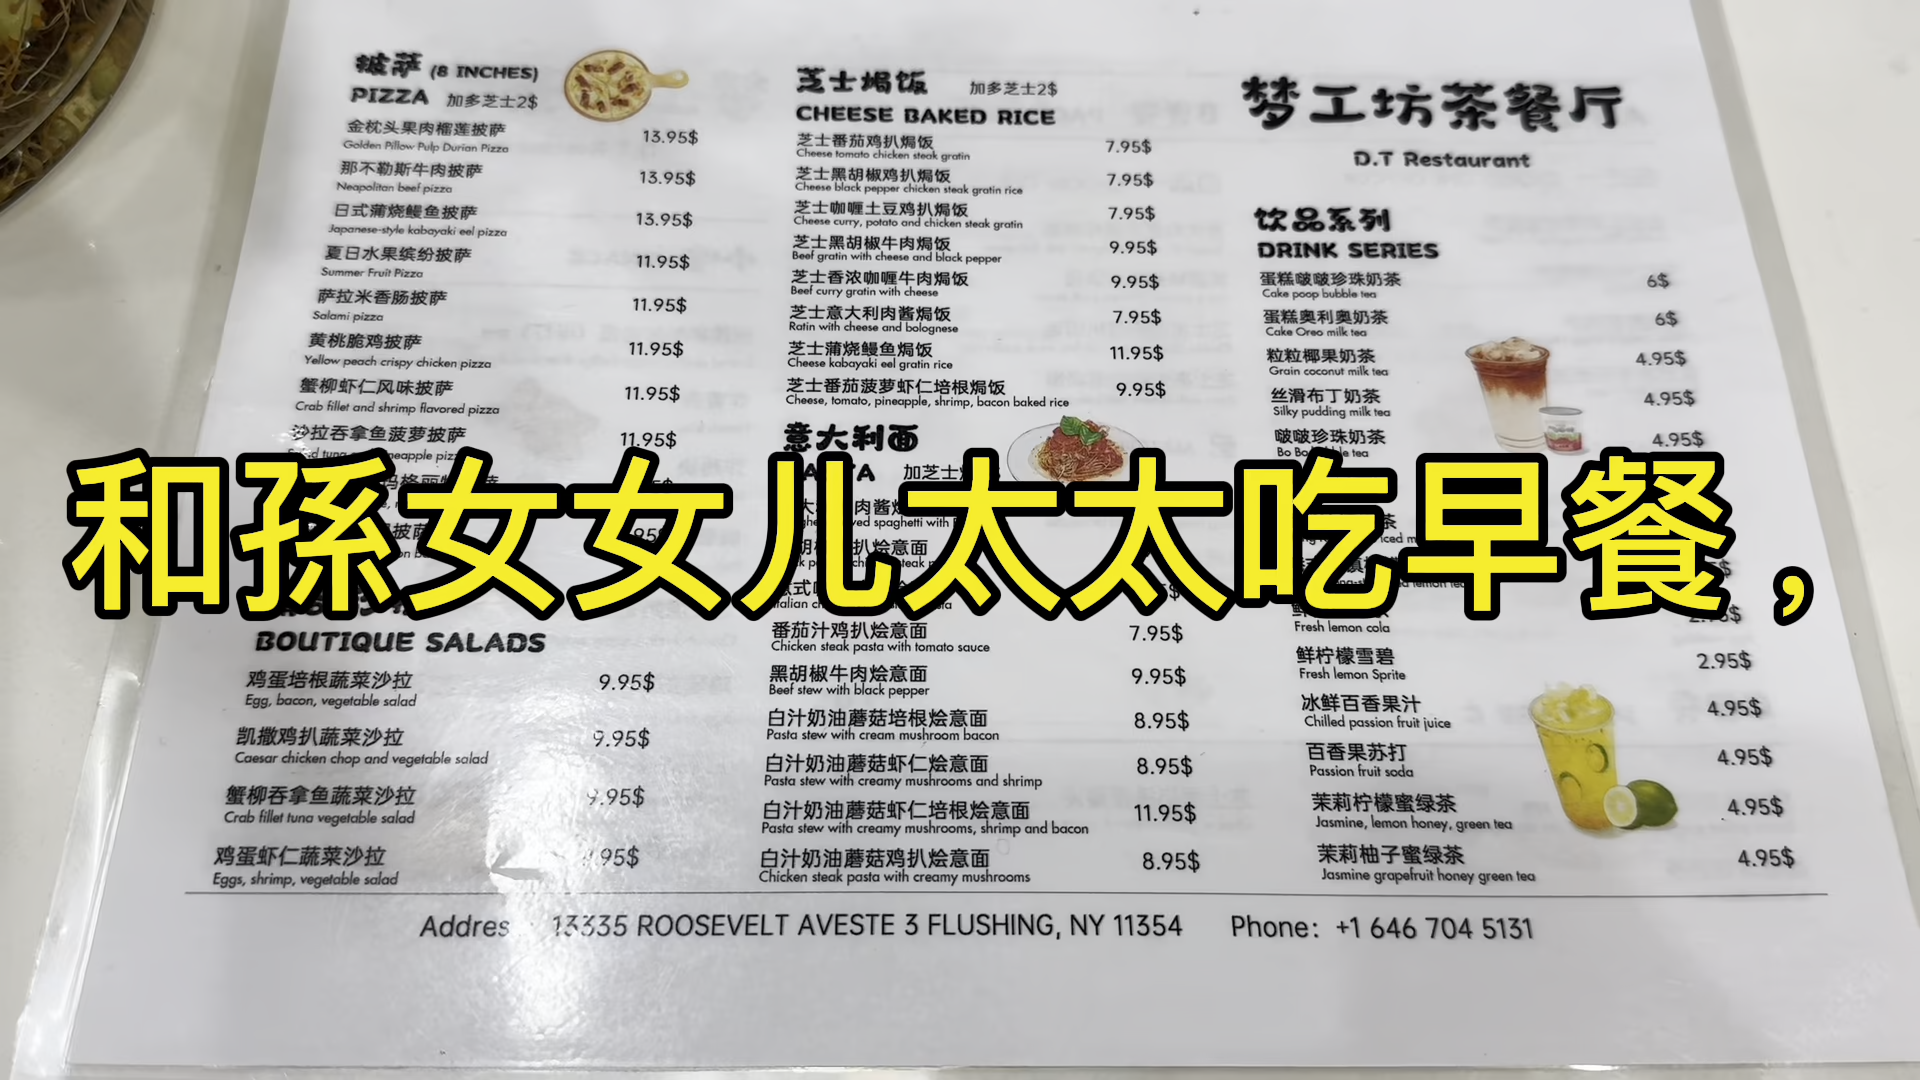 披萨 (8 INCHES)
PIZZA 加多芝士2$
金枕头果肉榴莲披萨 13.95$
Golden Pillow Pulp Durian Pizza
那不勒斯牛肉披萨 13.95$
Neapolitan beef pizza
日式蒲烧鳗鱼披萨 13.95$
Japanese-style kabayaki eel pizza
夏日水果缤纷披萨 11.95$
Summer Fruit Pizza
萨拉米香肠披萨 11.95$
Salami pizza
黄桃脆鸡披萨 11.95$
Yellow peach crispy chicken pizza
蟹柳虾仁风味披萨 11.95$
Crab fillet and shrimp flavored pizza
沙拉吞拿鱼菠萝披萨 11.95$
BOUTIQUE SALADS
鸡蛋培根蔬菜沙拉 9.95$
Egg, bacon, vegetable salad
凯撒鸡扒蔬菜沙拉 9.95$
Caesar chicken chop and vegetable salad
蟹柳吞拿鱼蔬菜沙拉 9.95$
Crab fillet tuna vegetable salad
鸡蛋虾仁蔬菜沙拉
Eggs, shrimp, vegetable salad
芝士焗饭 加多芝士2$
CHEESE BAKED RICE
芝士番茄鸡扒焗饭 7.95$
Cheese tomato chicken steak gratin
芝士黑胡椒鸡扒焗饭 7.95$
Cheese black pepper chicken steak gratin rice
芝士咖喱土豆鸡扒焗饭 7.95$
Cheese curry, potato and chicken steak gratin
芝士黑胡椒牛肉焗饭 9.95$
Beef gratin with cheese and black pepper
芝士香浓咖喱牛肉焗饭 9.95$
Beef curry gratin with cheese
芝士意大利肉酱焗饭 7.95$
Ratin with cheese and bolognese
芝士蒲烧鳗鱼焗饭 11.95$
Cheese kabayaki eel gratin rice
芝士番茄菠萝虾仁培根焗饭 9.95$
Cheese, tomato, pineapple, shrimp, bacon baked rice
意大利面
加芝士
番茄汁鸡扒烩意面 7.95$
Chicken steak pasta with tomato sauce
黑胡椒牛肉烩意面 9.95$
Beef stew with black pepper
白汁奶油蘑菇培根烩意面 8.95$
Pasta stew with cream mushroom bacon
白汁奶油蘑菇虾仁烩意面 8.95$
Pasta stew with creamy mushrooms and shrimp
白汁奶油蘑菇虾仁培根烩意面 11.95$
Pasta stew with creamy mushrooms, shrimp and bacon
白汁奶油蘑菇鸡扒烩意面 8.95$
Chicken steak pasta with creamy mushrooms
梦工坊茶餐厅
D.T Restaurant
饮品系列
DRINK SERIES
蛋糕啵啵珍珠奶茶 6$
Cake poop bubble tea
蛋糕奥利奥奶茶 6$
Cake Oreo milk tea
粒粒椰果奶茶 4.95$
Grain coconut milk tea
丝滑布丁奶茶 4.95$
Silky pudding milk tea
啵啵珍珠奶茶 4.95$
Fresh lemon cola
鲜柠檬雪碧 2.95$
Fresh lemon Sprite
冰鲜百香果汁 4.95$
Chilled passion fruit juice
百香果苏打 4.95$
Passion fruit soda
茉莉柠檬蜜绿茶 4.95$
Jasmine, lemon honey, green tea
茉莉柚子蜜绿茶 4.95$
Jasmine grapefruit honey green tea
和孫女女儿太太吃早餐，
Addres 13335 ROOSEVELT AVESTE 3 FLUSHING, NY 11354 Phone: +1 646 704 5131